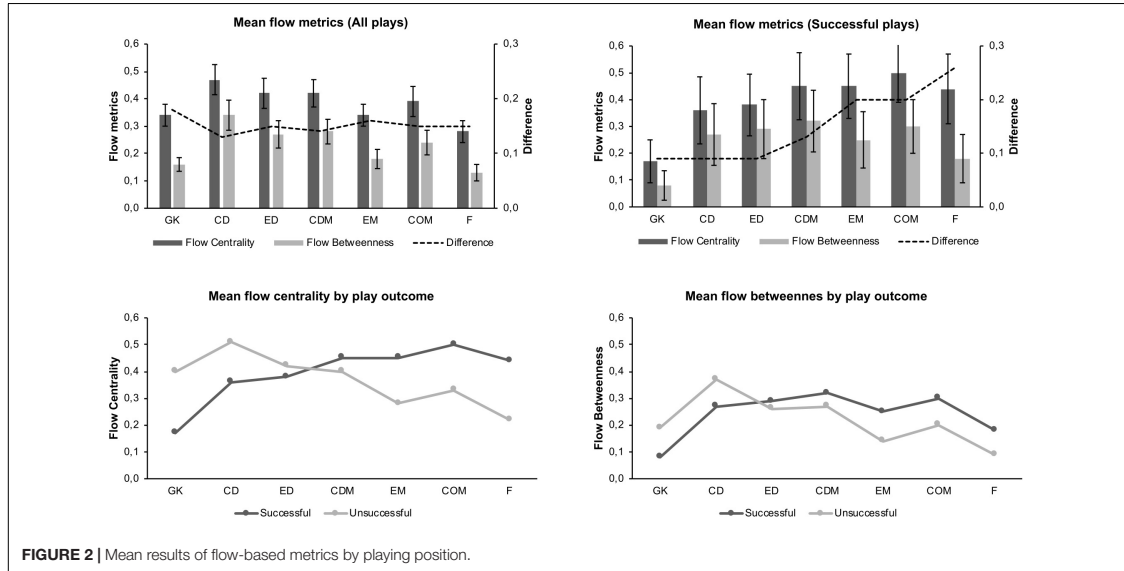 Mean flow metrics (All plays)
0,6
0,5
0,4
0,3
0,2
0,1
0,0
Flow metrics
0,3
0,2
0,1
0,0
Difference
GK CD ED CDM EM COM F
Flow Centrality Flow Betweenness Difference
Mean flow metrics (Successful plays)
0,6
0,5
0,4
0,3
0,2
0,1
0,0
Flow metrics
0,3
0,2
0,1
0,0
Difference
GK CD ED CDM EM COM F
Flow Centrality Flow Betweenness Difference
Mean flow centrality by play outcome
0,6
0,5
0,4
0,3
0,2
0,1
0,0
Flow Centrality
GK CD ED CDM EM COM F
Successful Unsuccessful
Mean flow betweennes by play outcome
0,6
0,5
0,4
0,3
0,2
0,1
0,0
Flow Betweenness
GK CD ED CDM EM COM F
Successful Unsuccessful
FIGURE 2 | Mean results of flow-based metrics by playing position.